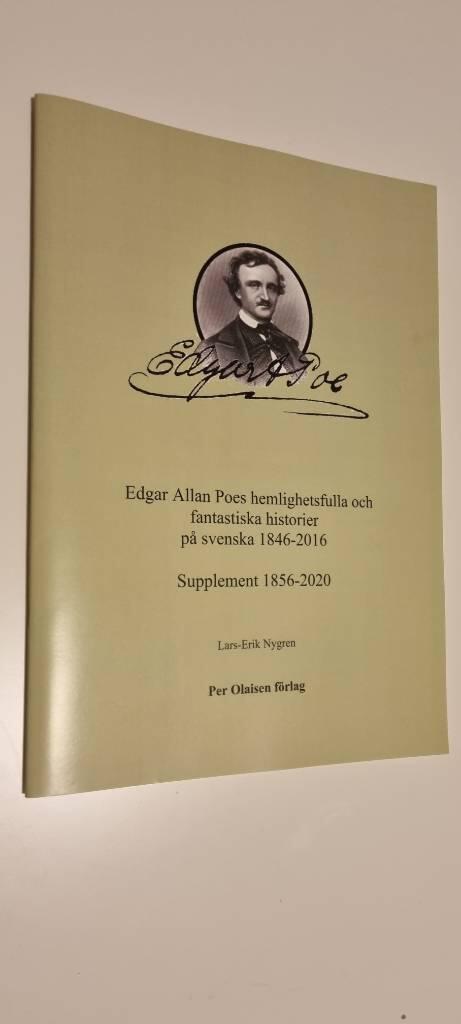 Edgar A Poe
Edgar Allan Poes hemlighetsfulla och
fantastiska historier
på svenska 1846-2016
Supplement 1856-2020
Lars-Erik Nygren
Per Olaisen förlag